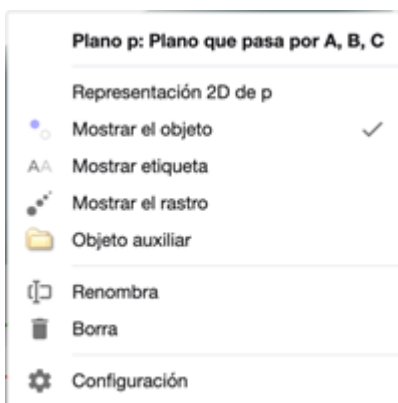 Plano p: Plano que pasa por A, B, C
Representación 2D de p
Mostrar el objeto
AA Mostrar etiqueta
Mostrar el rastro
Objeto auxiliar
Renombra
Borra
Configuración